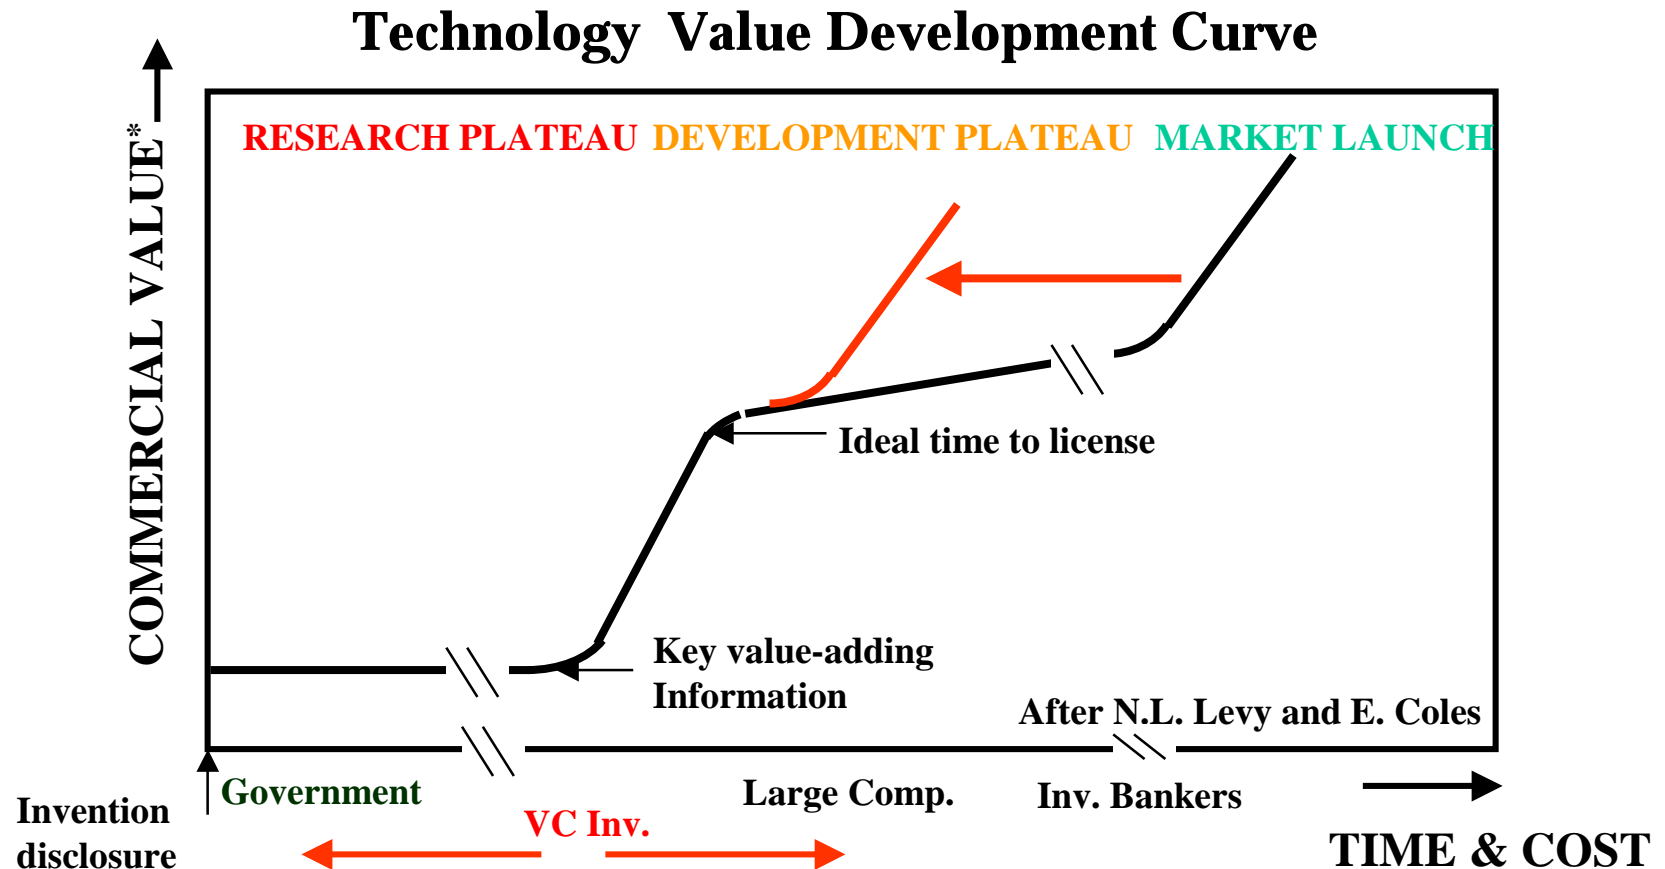 Technology Value Development Curve
COMMERCIAL VALUE*
RESEARCH PLATEAU DEVELOPMENT PLATEAU MARKET LAUNCH
Ideal time to license
Key value-adding
Information
After N.L. Levy and E. Coles
Invention
disclosure
Government
VC Inv.
Large Comp.
Inv. Bankers
TIME & COST